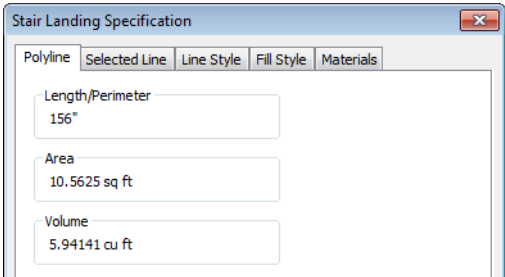 Stair Landing Specification
Polyline Selected Line Line Style Fill Style Materials
Length/Perimeter
156"
Area
10.5625 sq ft
Volume
5.94141 cu ft